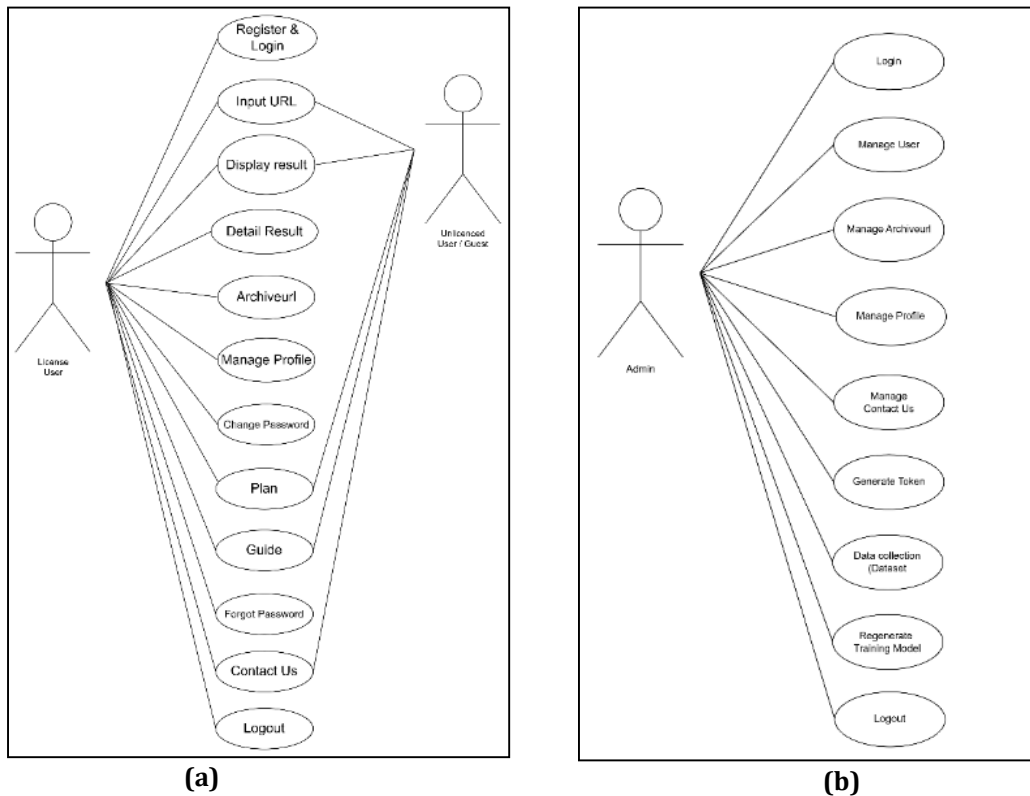 Register &
Login
Input URL
Display result
Detail Result
Archiveurl
Manage Profile
Change Password
Plan
Guide
Forgot Password
Contact Us
Logout
License
User
Unlicenced
User / Guest
(a)
Login
Manage User
Manage Archiveurl
Manage Profile
Manage
Contact Us
Generate Token
Data collection
(Dataset
Regenerate
Training Model
Logout
Admin
(b)